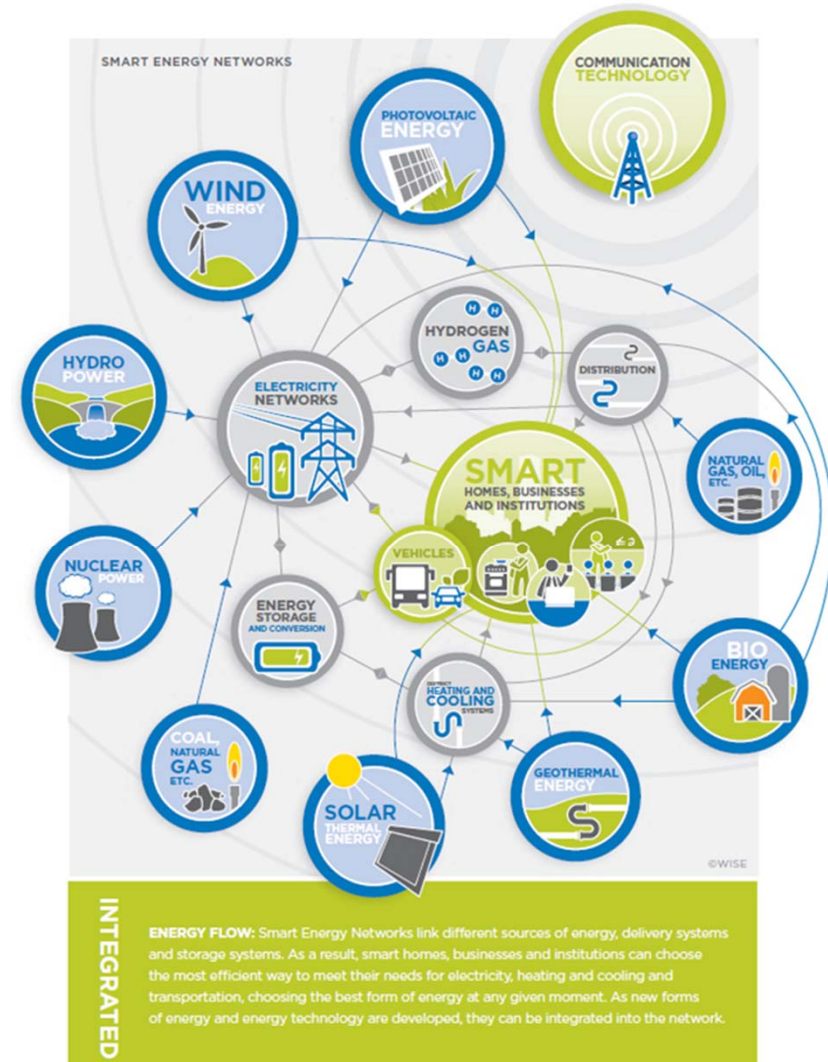 SMART ENERGY NETWORKS
COMMUNICATION
TECHNOLOGY
PHOTOVOLTAIC
ENERGY
WIND
ENERGY
HYDROGEN
GAS
H H
H H
H H
HYDRO
POWER
ELECTRICITY
NETWORKS
DISTRIBUTION
SMART
HOMES, BUSINESSES
AND INSTITUTIONS
NATURAL
GAS, OIL,
ETC.
VEHICLES
NUCLEAR
POWER
ENERGY
STORAGE
AND CONVERSION
BIO
ENERGY
DISTRICT
HEATING AND
COOLING
SYSTEMS
COAL,
NATURAL
GAS
ETC.
GEOTHERMAL
ENERGY
SOLAR
THERMAL
ENERGY
©WISE
INTEGRATED
ENERGY FLOW: Smart Energy Networks link different sources of energy, delivery systems
and storage systems. As a result, smart homes, businesses and institutions can choose
the most efficient way to meet their needs for electricity, heating and cooling and
transportation, choosing the best form of energy at any given moment. As new forms
of energy and energy technology are developed, they can be integrated into the network.